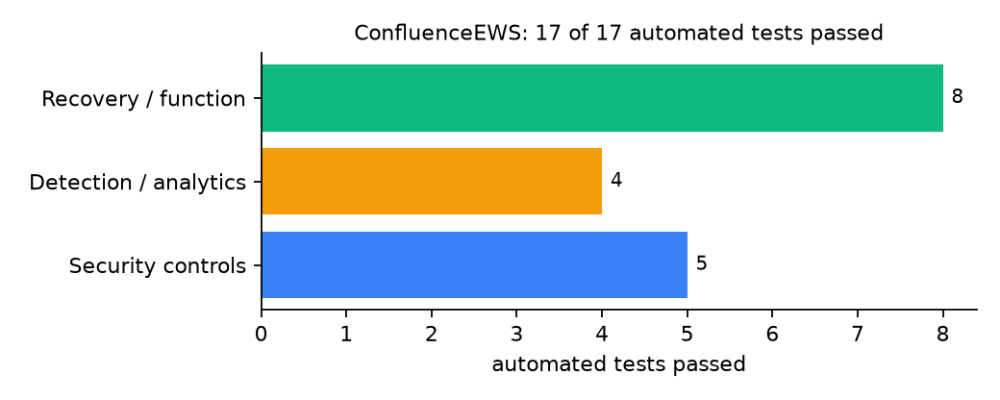 ConfluenceEWS: 17 of 17 automated tests passed
Recovery / function
8
Detection / analytics
4
Security controls
5
0 1 2 3 4 5 6 7 8
automated tests passed